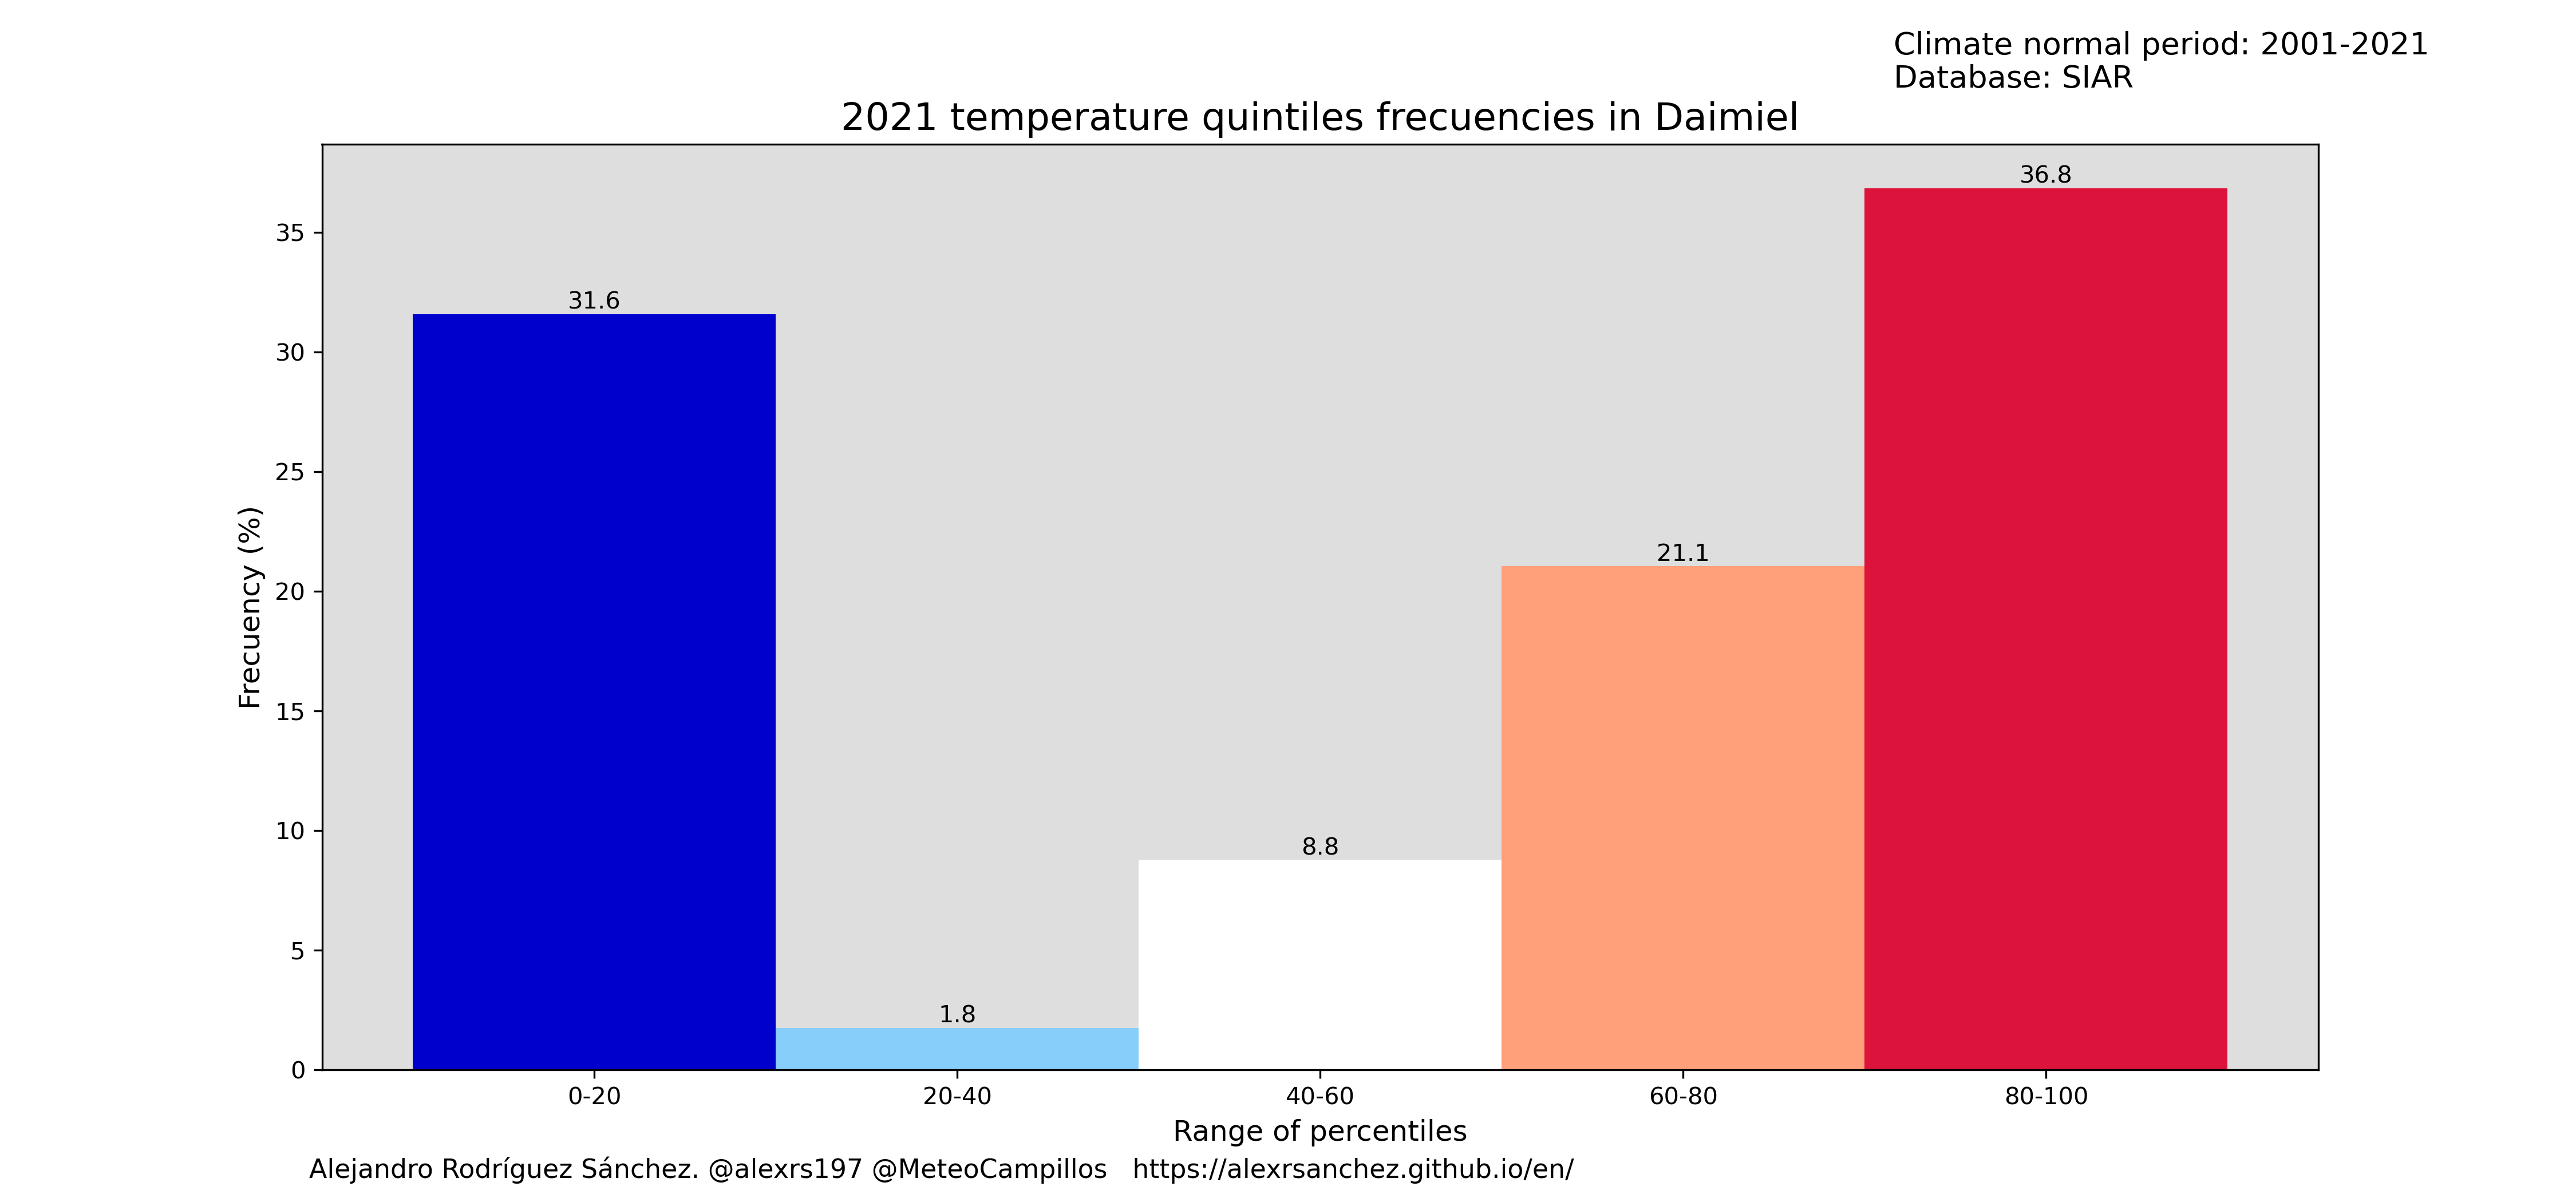 Climate normal period: 2001-2021
Database: SIAR
2021 temperature quintiles frecuencies in Daimiel
36.8
35
31.6
30
25
Frecuency (%)
21.1
20
15
10
8.8
5
1.8
0
0-20 20-40 40-60 60-80 80-100
Range of percentiles
Alejandro Rodríguez Sánchez. @alexrs197 @MeteoCampillos https://alexrsanchez.github.io/en/